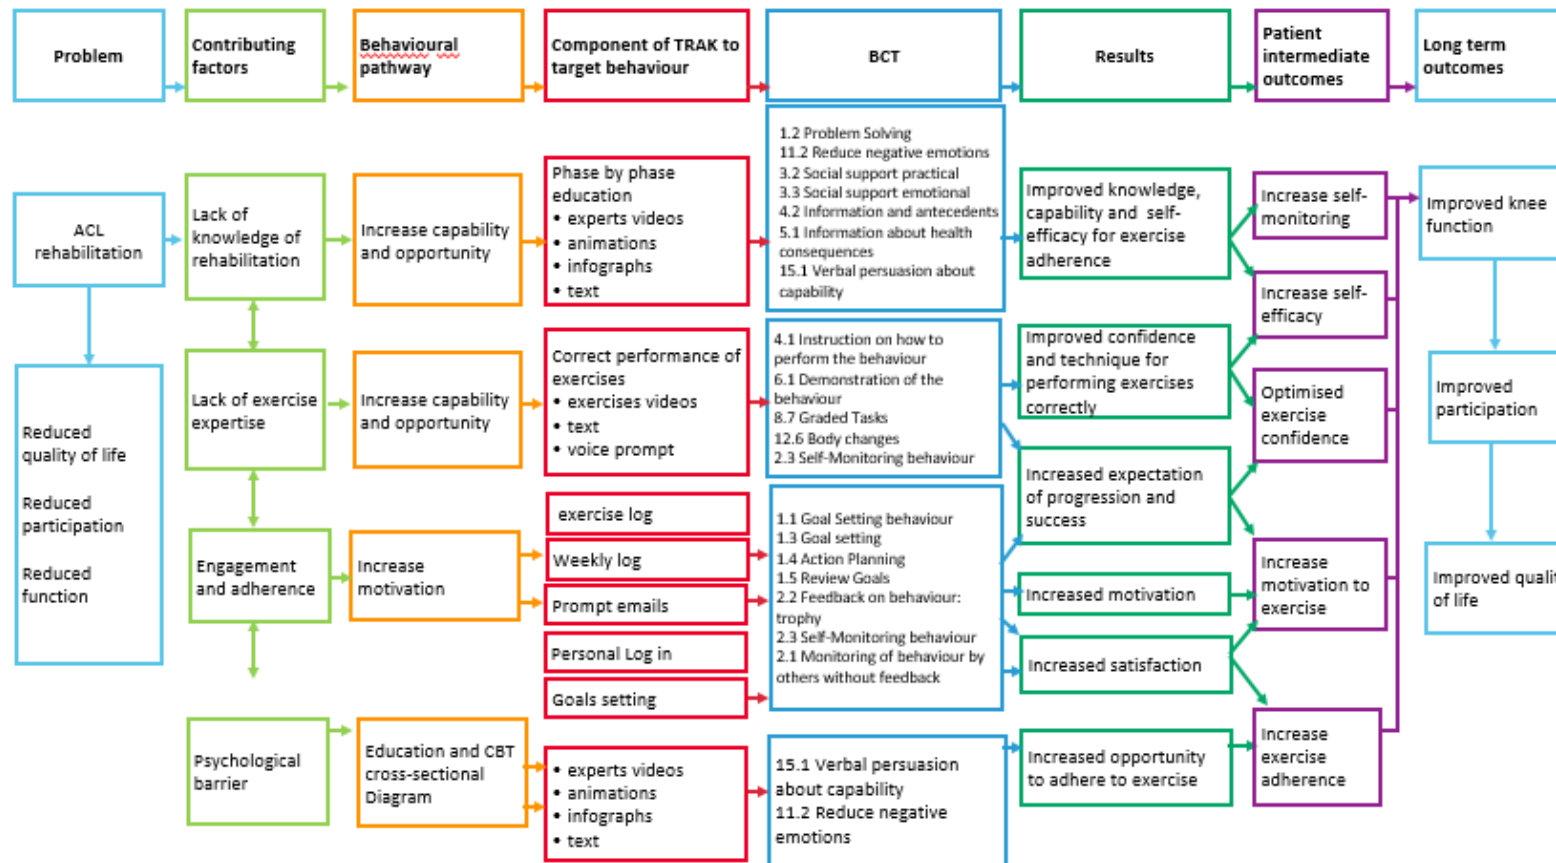 Problem
Contributing
factors
Behavioural
pathway
Component of TRAK to
target behaviour
BCT
Results
Patient
intermediate
outcomes
Long term
outcomes
ACL
rehabilitation
Reduced
quality of life
Reduced
participation
Reduced
function
Lack of
knowledge of
rehabilitation
Lack of exercise
expertise
Engagement
and adherence
Psychological
barrier
Increase capability
and opportunity
Increase capability
and opportunity
Increase
motivation
Education and CBT
cross-sectional
Diagram
Phase by phase
education
• experts videos
• animations
• infographs
• text
Correct performance of
exercises
• exercises videos
• text
• voice prompt
exercise log
Weekly log
Prompt emails
Personal Log in
Goals setting
• experts videos
• animations
• infographs
• text
1.2 Problem Solving
11.2 Reduce negative emotions
3.2 Social support practical
3.3 Social support emotional
4.2 Information and antecedents
5.1 Information about health
consequences
15.1 Verbal persuasion about
capability
4.1 Instruction on how to
perform the behaviour
6.1 Demonstration of the
behaviour
8.7 Graded Tasks
12.6 Body changes
2.3 Self-Monitoring behaviour
1.1 Goal Setting behaviour
1.3 Goal setting
1.4 Action Planning
1.5 Review Goals
2.2 Feedback on behaviour:
trophy
2.3 Self-Monitoring behaviour
2.1 Monitoring of behaviour by
others without feedback
15.1 Verbal persuasion
about capability
11.2 Reduce negative
emotions
Improved knowledge,
capability and self-
efficacy for exercise
adherence
Improved confidence
and technique for
performing exercises
correctly
Increased expectation
of progression and
success
Increased motivation
Increased satisfaction
Increased opportunity
to adhere to exercise
Increase self-
monitoring
Increase self-
efficacy
Optimised
exercise
confidence
Increase
motivation to
exercise
Increase
exercise
adherence
Improved knee
function
Improved
participation
Improved qualit
of life